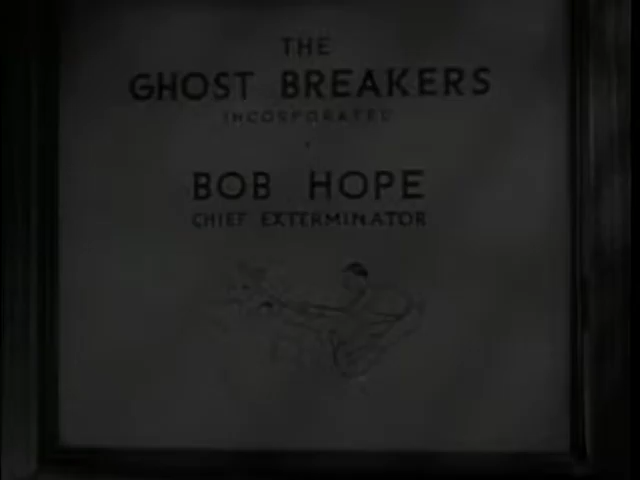 THE
GHOST BREAKERS
INCORPORATED
BOB HOPE
CHIEF EXTERMINATOR